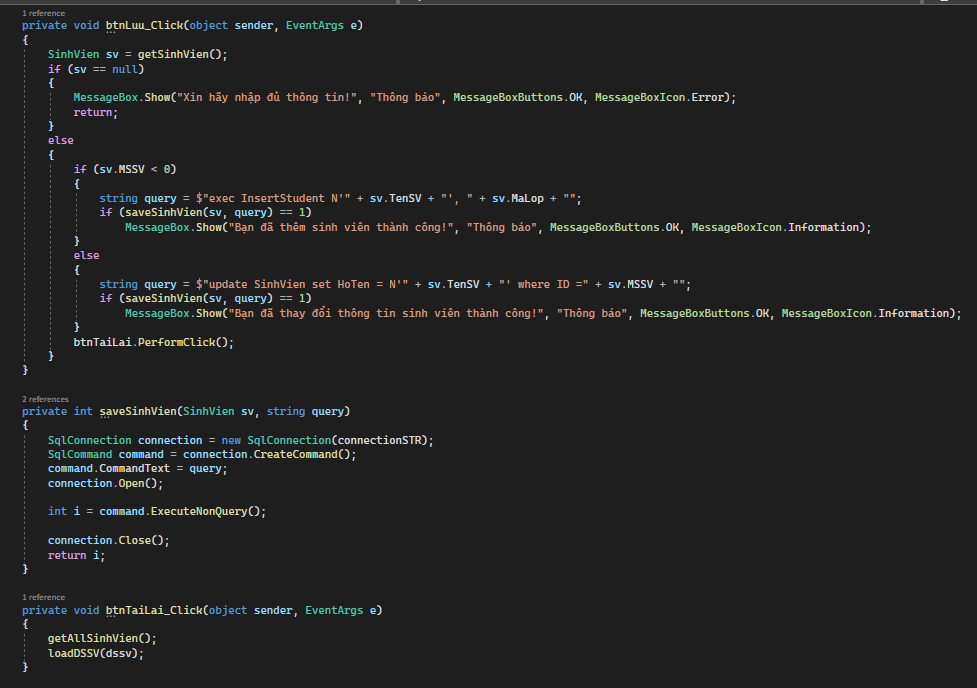 1 reference
private void btnLuu_Click(object sender, EventArgs e)
{
SinhVien sv = getSinhVien();
if (sv == null)
{
MessageBox.Show("Xin hãy nhập đủ thông tin!", "Thông báo", MessageBoxButtons.OK, MessageBoxIcon.Error);
return;
}
else
{
if (sv.MSSV < 0)
{
string query = $"exec InsertStudent N'" + sv.TenSV + "', " + sv.MaLop + "";
if (saveSinhVien(sv, query) == 1)
MessageBox.Show("Bạn đã thêm sinh viên thành công!", "Thông báo", MessageBoxButtons.OK, MessageBoxIcon.Information);
}
else
{
string query = $"update SinhVien set HoTen = N'" + sv.TenSV + "' where ID =" + sv.MSSV + "";
if (saveSinhVien(sv, query) == 1)
MessageBox.Show("Bạn đã thay đổi thông tin sinh viên thành công!", "Thông báo", MessageBoxButtons.OK, MessageBoxIcon.Information);
}
btnTaiLai.PerformClick();
}
}
2 references
private int saveSinhVien(SinhVien sv, string query)
{
SqlConnection connection = new SqlConnection(connectionSTR);
SqlCommand command = connection.CreateCommand();
command.CommandText = query;
connection.Open();
int i = command.ExecuteNonQuery();
connection.Close();
return i;
}
1 reference
private void btnTaiLai_Click(object sender, EventArgs e)
{
getAllSinhVien();
loadDSSV(dssv);
}